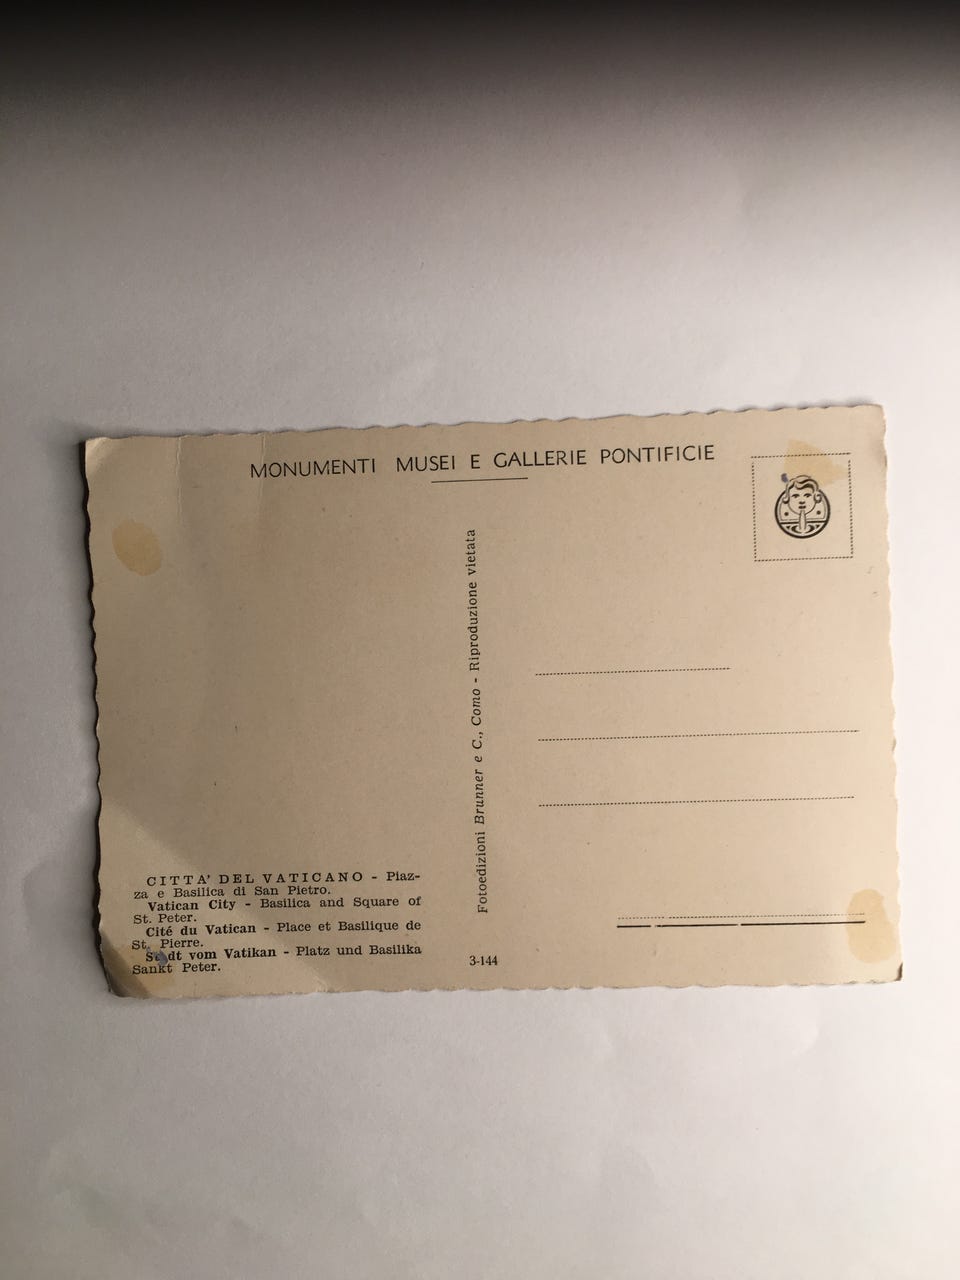 MONUMENTI MUSEI E GALLERIE PONTIFICIE
Fotoedizioni Brunner e C., Como - Riproduzione vietata
CITTA' DEL VATICANO - Piaz-
za e Basilica di San Pietro.
Vatican City - Basilica and Square of
St. Peter.
Cité du Vatican - Place et Basilique de
St. Pierre.
Stadt vom Vatikan - Platz und Basilika
Sankt Peter.
3-144